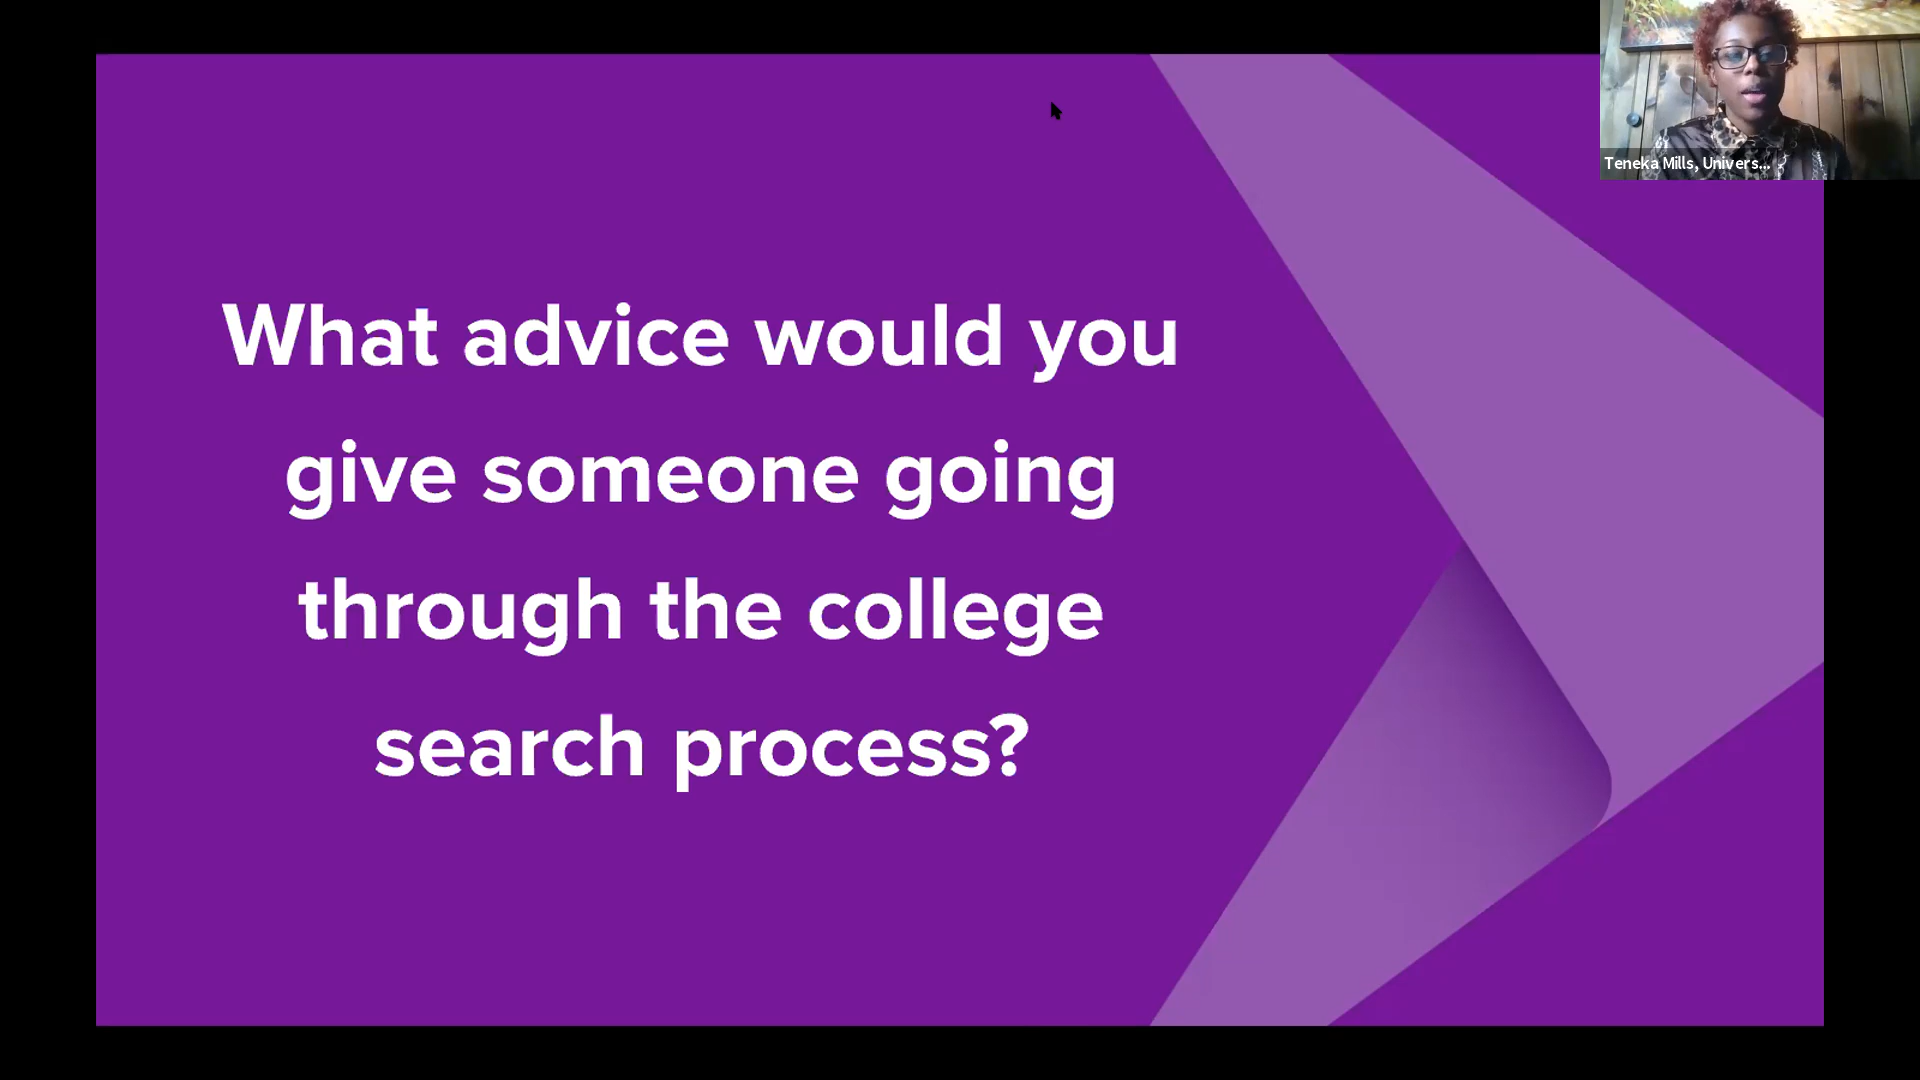 What advice would you
give someone going
through the college
search process?
Teneka Mills, Univers...